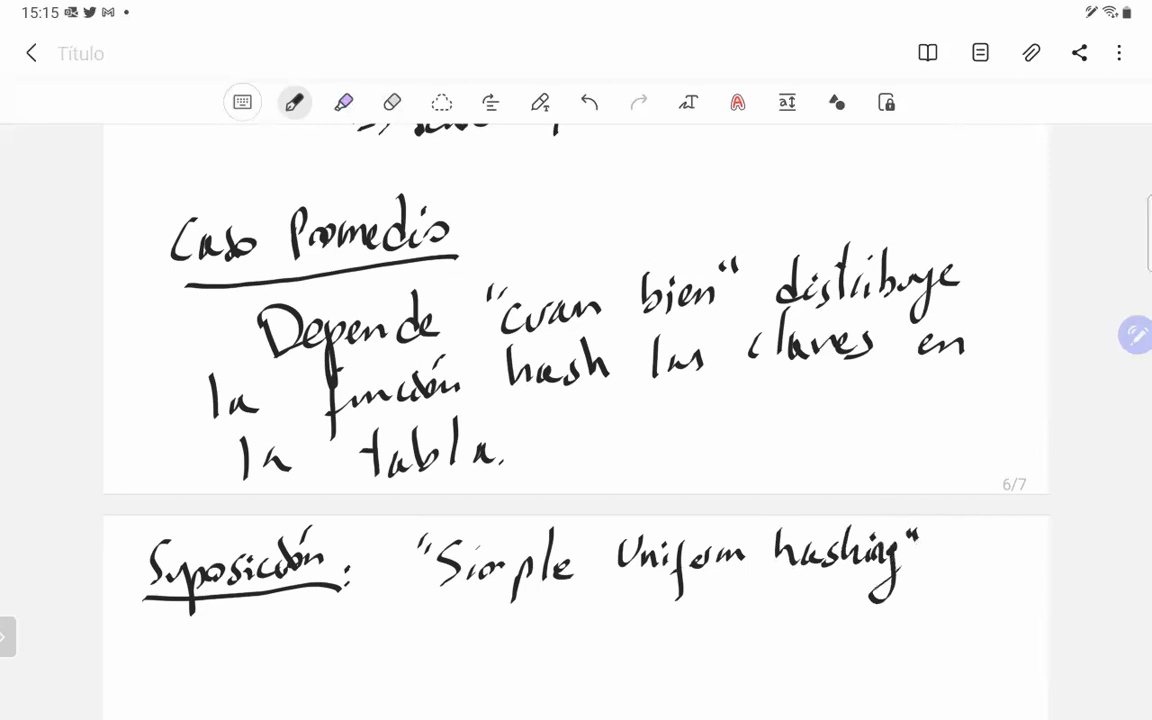 15:15
Título
Caso Promedio
Depende "cuan bien" distribuye
la función hash las claves en
la tabla.
6/7
Suposición: "Simple Uniform hashing"